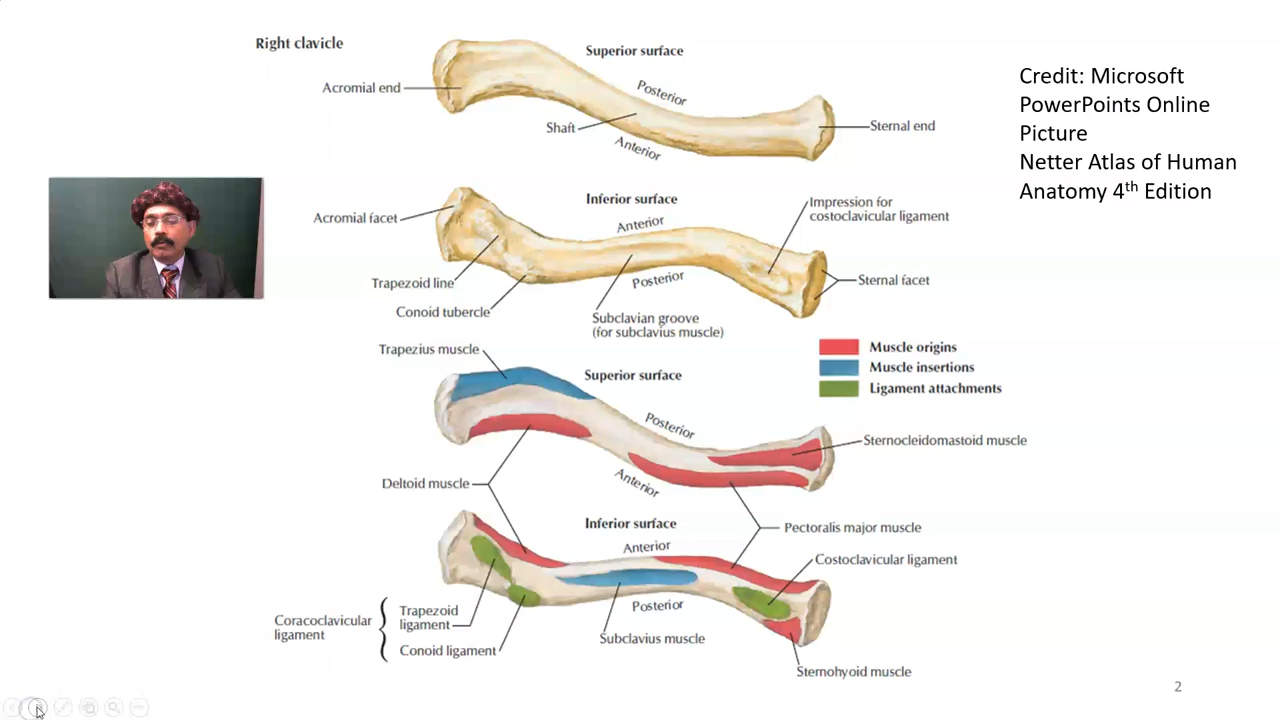 Right clavicle
Superior surface
Acromial end
Posterior
Shaft
Anterior
Sternal end
Credit: Microsoft
PowerPoints Online
Picture
Netter Atlas of Human
Anatomy 4th Edition
Inferior surface
Acromial facet
Anterior
Impression for
costoclavicular ligament
Trapezoid line
Posterior
Sternal facet
Conoid tubercle
Subclavian groove
(for subclavius muscle)
Muscle origins
Muscle insertions
Ligament attachments
Trapezius muscle
Superior surface
Posterior
Sternocleidomastoid muscle
Anterior
Deltoid muscle
Inferior surface
Pectoralis major muscle
Anterior
Costoclavicular ligament
Posterior
Coracoclavicular
ligament
Trapezoid
ligament
Conoid ligament
Subclavius muscle
Sternohyoid muscle
2